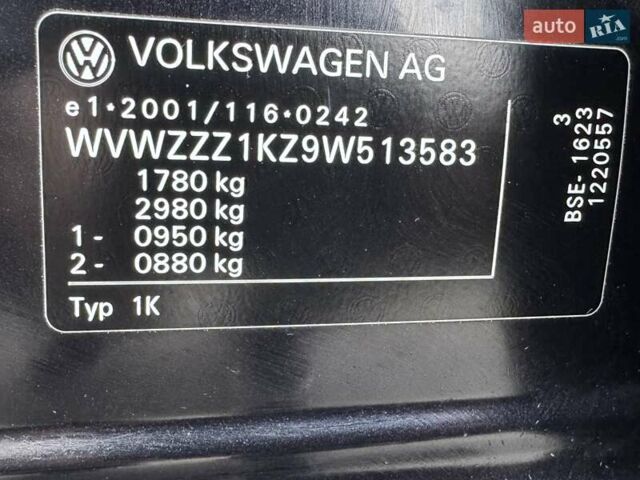 auto RIA .com
VOLKSWAGEN AG
e1*2001/116*0242
WVWZZZ1KZ9W513583
1780 kg
2980 kg
1 - 0950 kg
2 - 0880 kg
Typ 1K
3
BSE- 1623
1220557